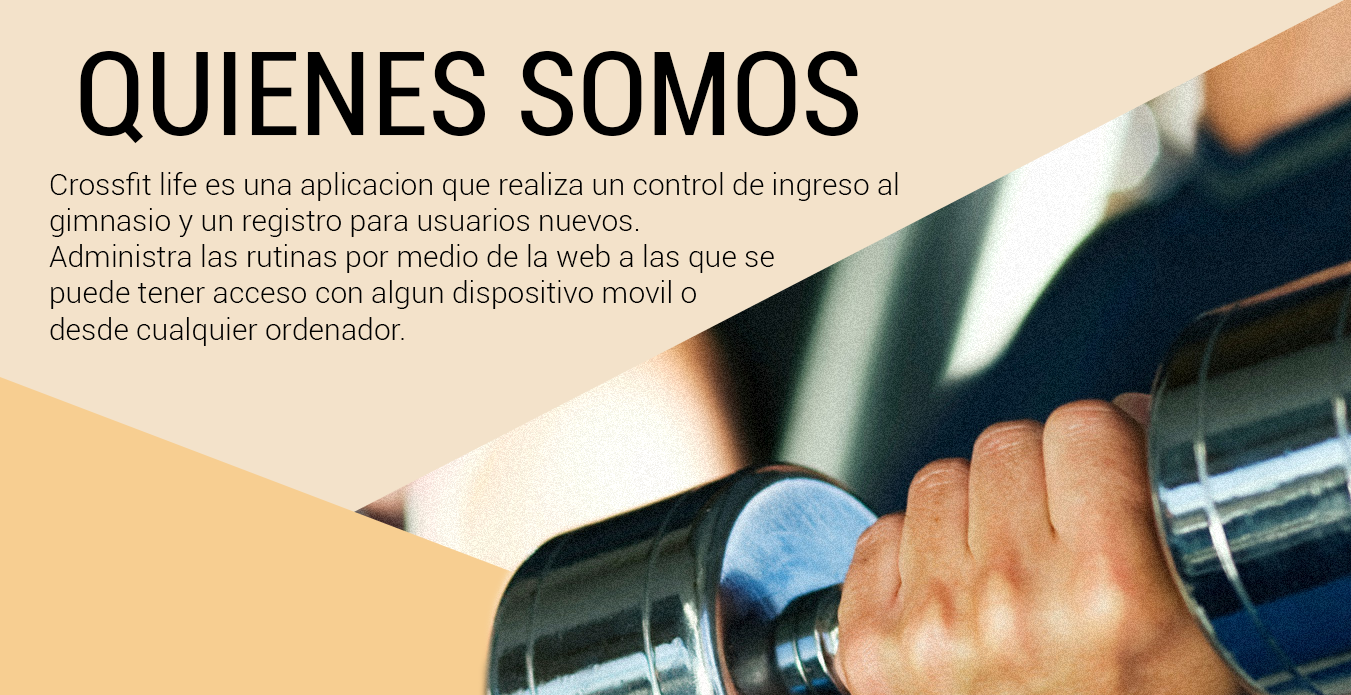 QUIENES SOMOS
Crossfit life es una aplicacion que realiza un control de ingreso al
gimnasio y un registro para usuarios nuevos.
Administra las rutinas por medio de la web a las que se
puede tener acceso con algun dispositivo movil o
desde cualquier ordenador.